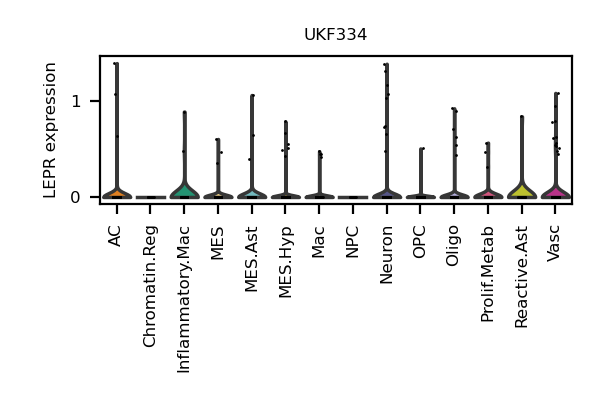 UKF334
LEPR expression
1
0
AC
Chromatin.Reg
Inflammatory.Mac
MES
MES.Ast
MES.Hyp
Mac
NPC
Neuron
OPC
Oligo
Prolif.Metab
Reactive.Ast
Vasc